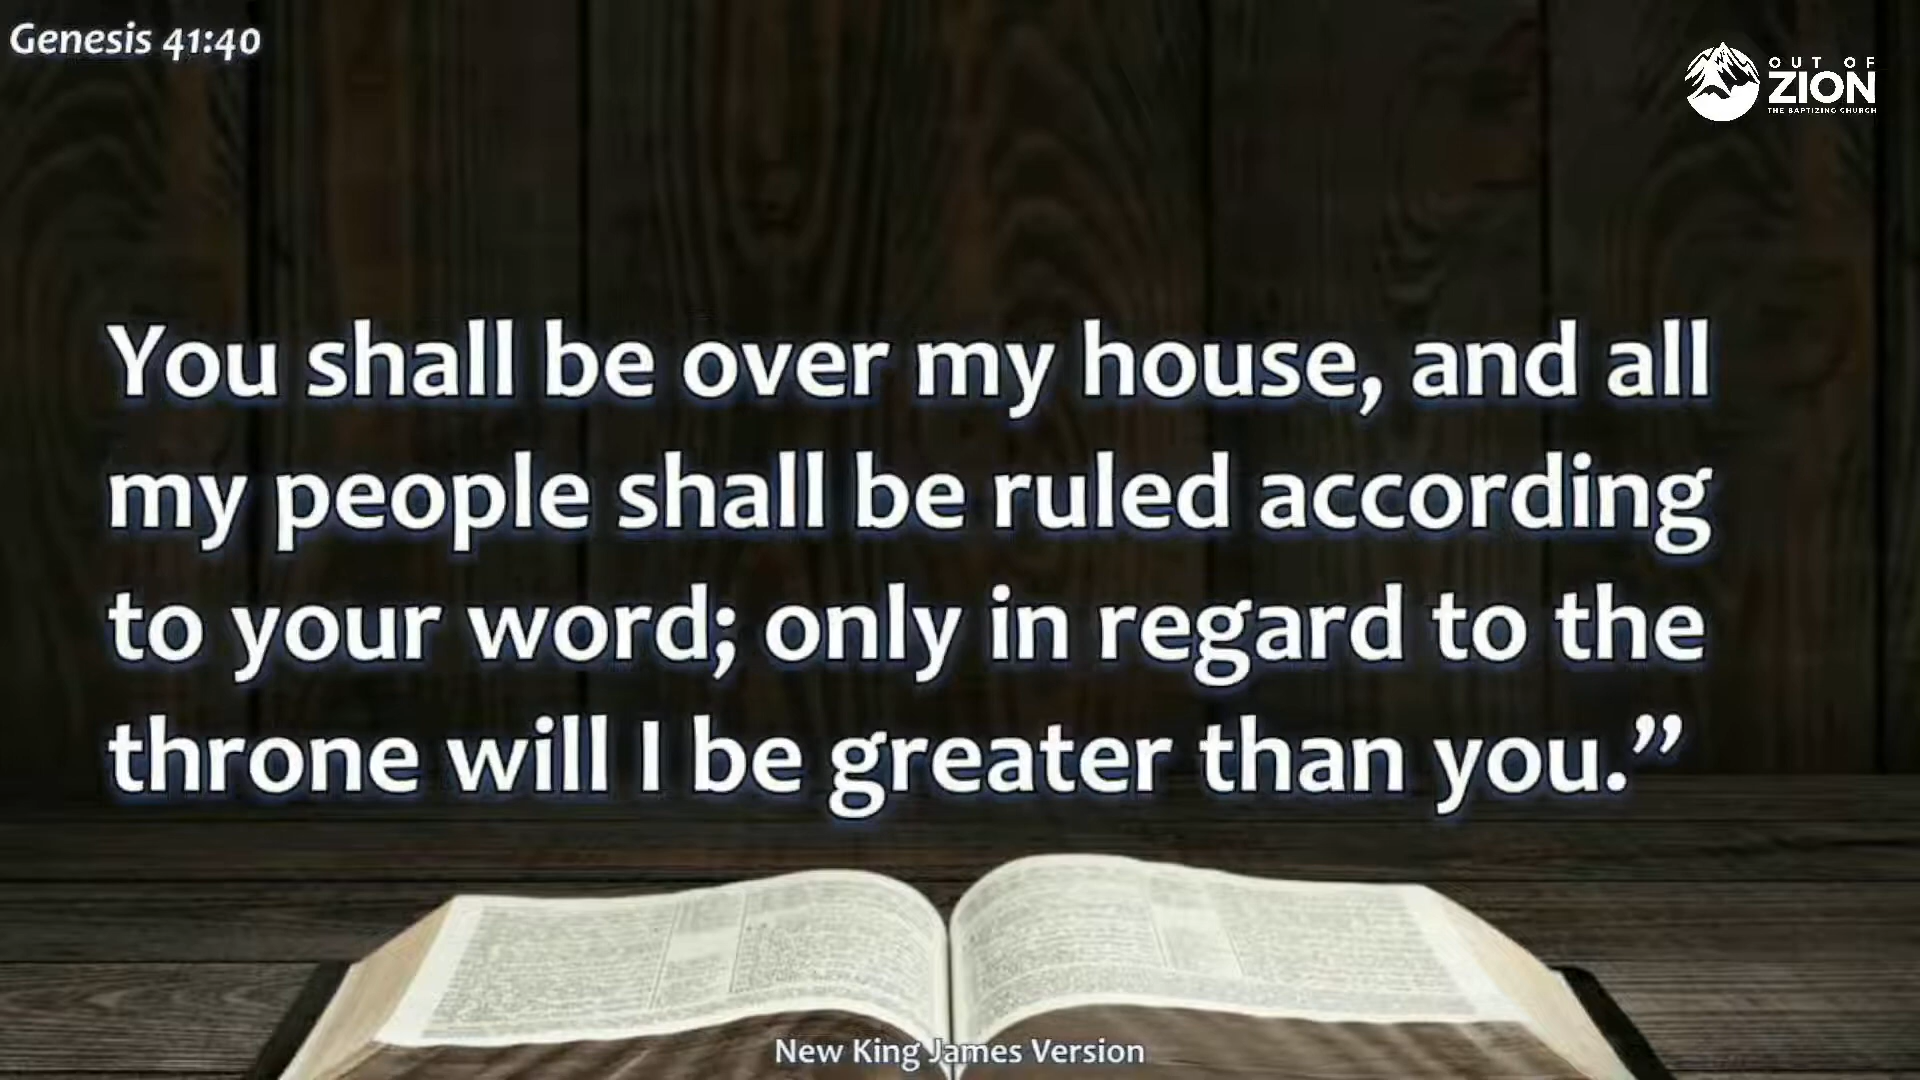 Genesis 41:40
OUT OF
ZION
THE BAPTIZING CHURCH
You shall be over my house, and all
my people shall be ruled according
to your word; only in regard to the
throne will I be greater than you.”
New King James Version